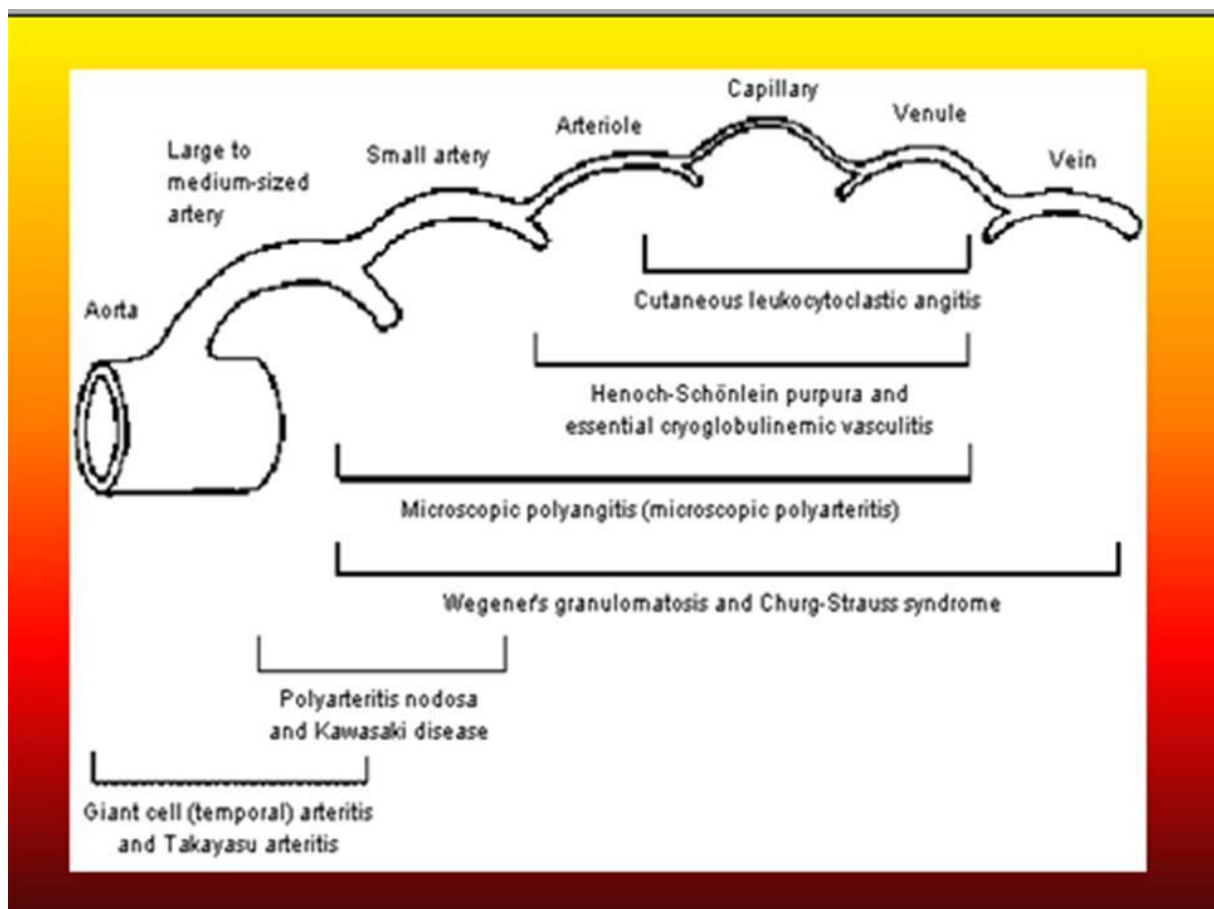 Capillary
Arteriole
Venule
Large to
medium-sized
artery
Small artery
Vein
Aorta
Cutaneous leukocytoclastic angitis
Henoch-Schönlein purpura and
essential cryoglobulinemic vasculitis
Microscopic polyangitis (microscopic polyarteritis)
Wegener's granulomatosis and Churg-Strauss syndrome
Polyarteritis nodosa
and Kawasaki disease
Giant cell (temporal) arteritis
and Takayasu arteritis